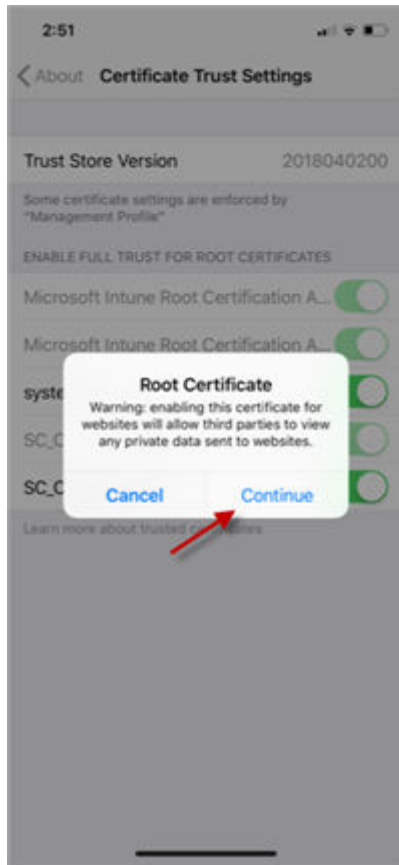 2:51
About Certificate Trust Settings
Trust Store Version 2018040200
Some certificate settings are enforced by
"Management Profile"
ENABLE FULL TRUST FOR ROOT CERTIFICATES
Microsoft Intune Root Certification A...
Microsoft Intune Root Certification A...
syste
SC_C
SC_C
Root Certificate
Warning: enabling this certificate for
websites will allow third parties to view
any private data sent to websites.
Cancel Continue
Learn more about trusted